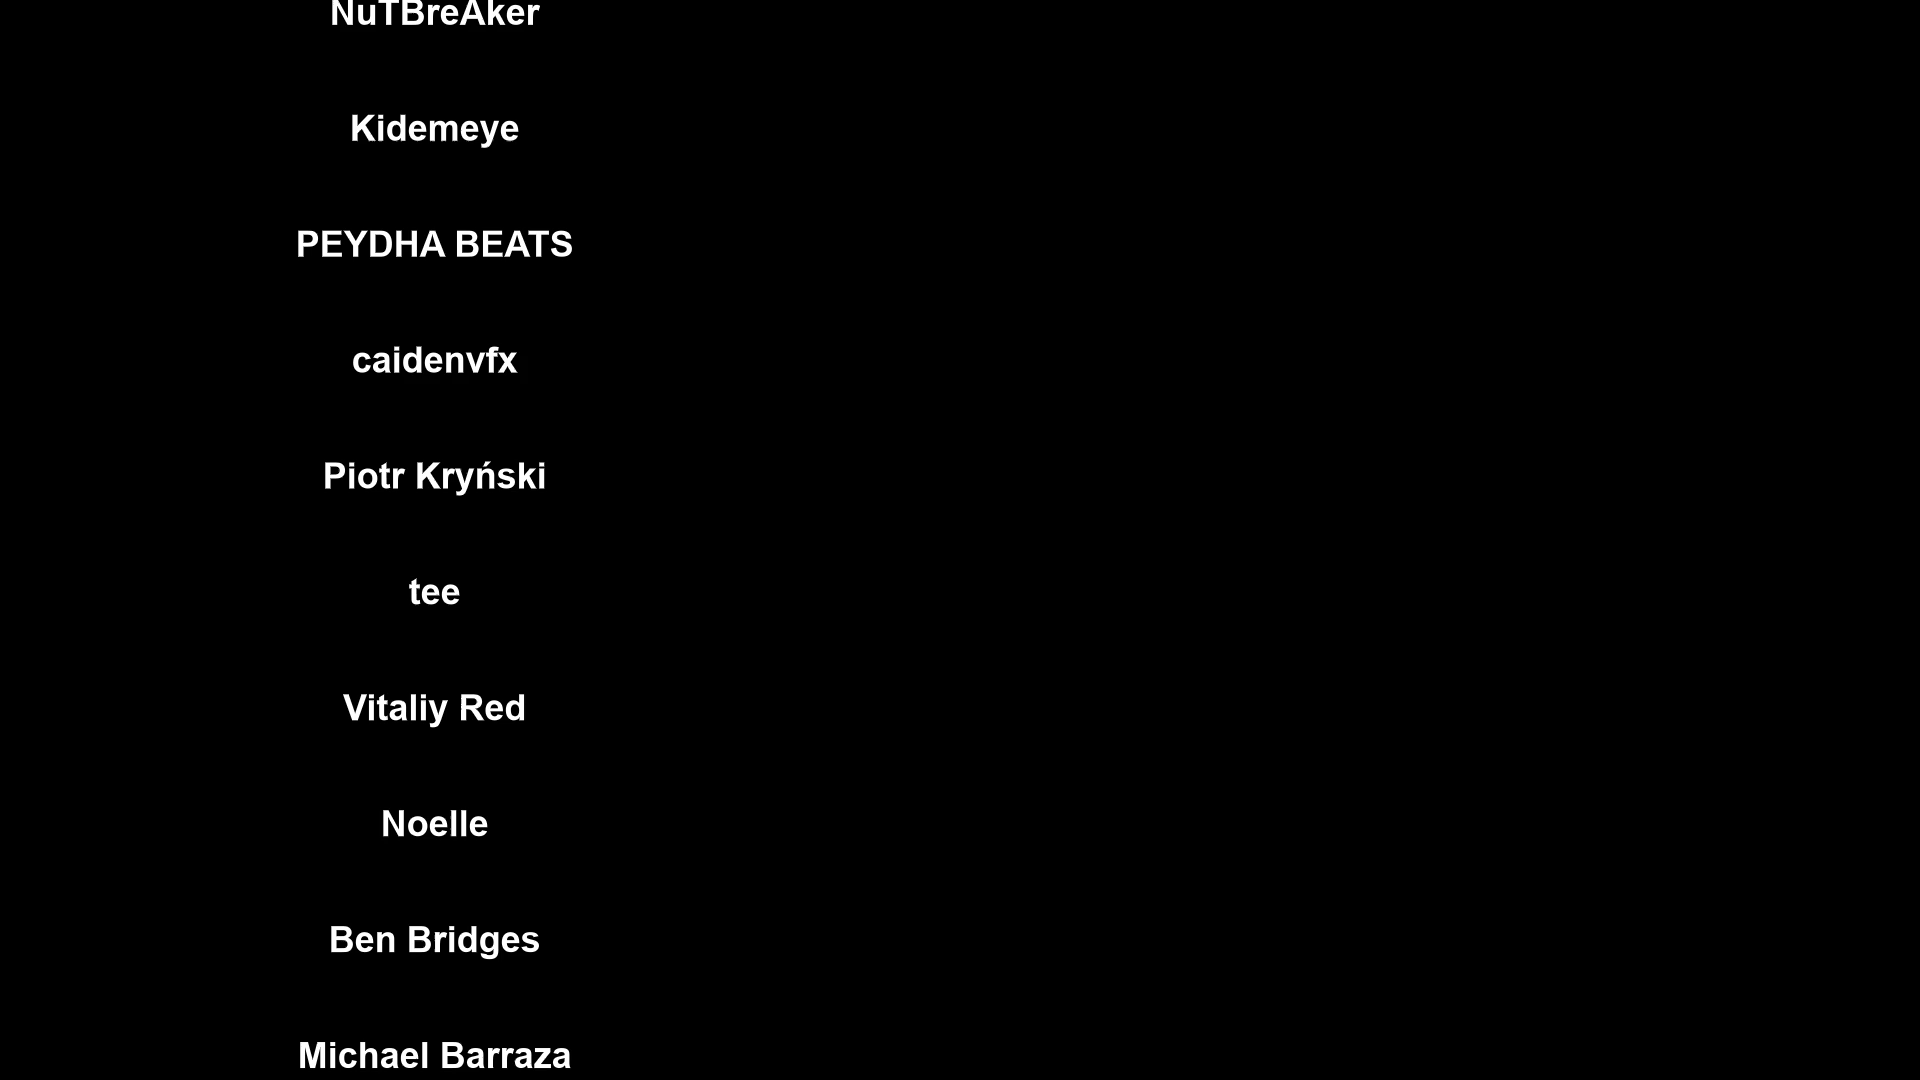 NuTBreAker
Kidemeye
PEYDHA BEATS
caidenvfx
Piotr Kryński
tee
Vitaliy Red
Noelle
Ben Bridges
Michael Barraza